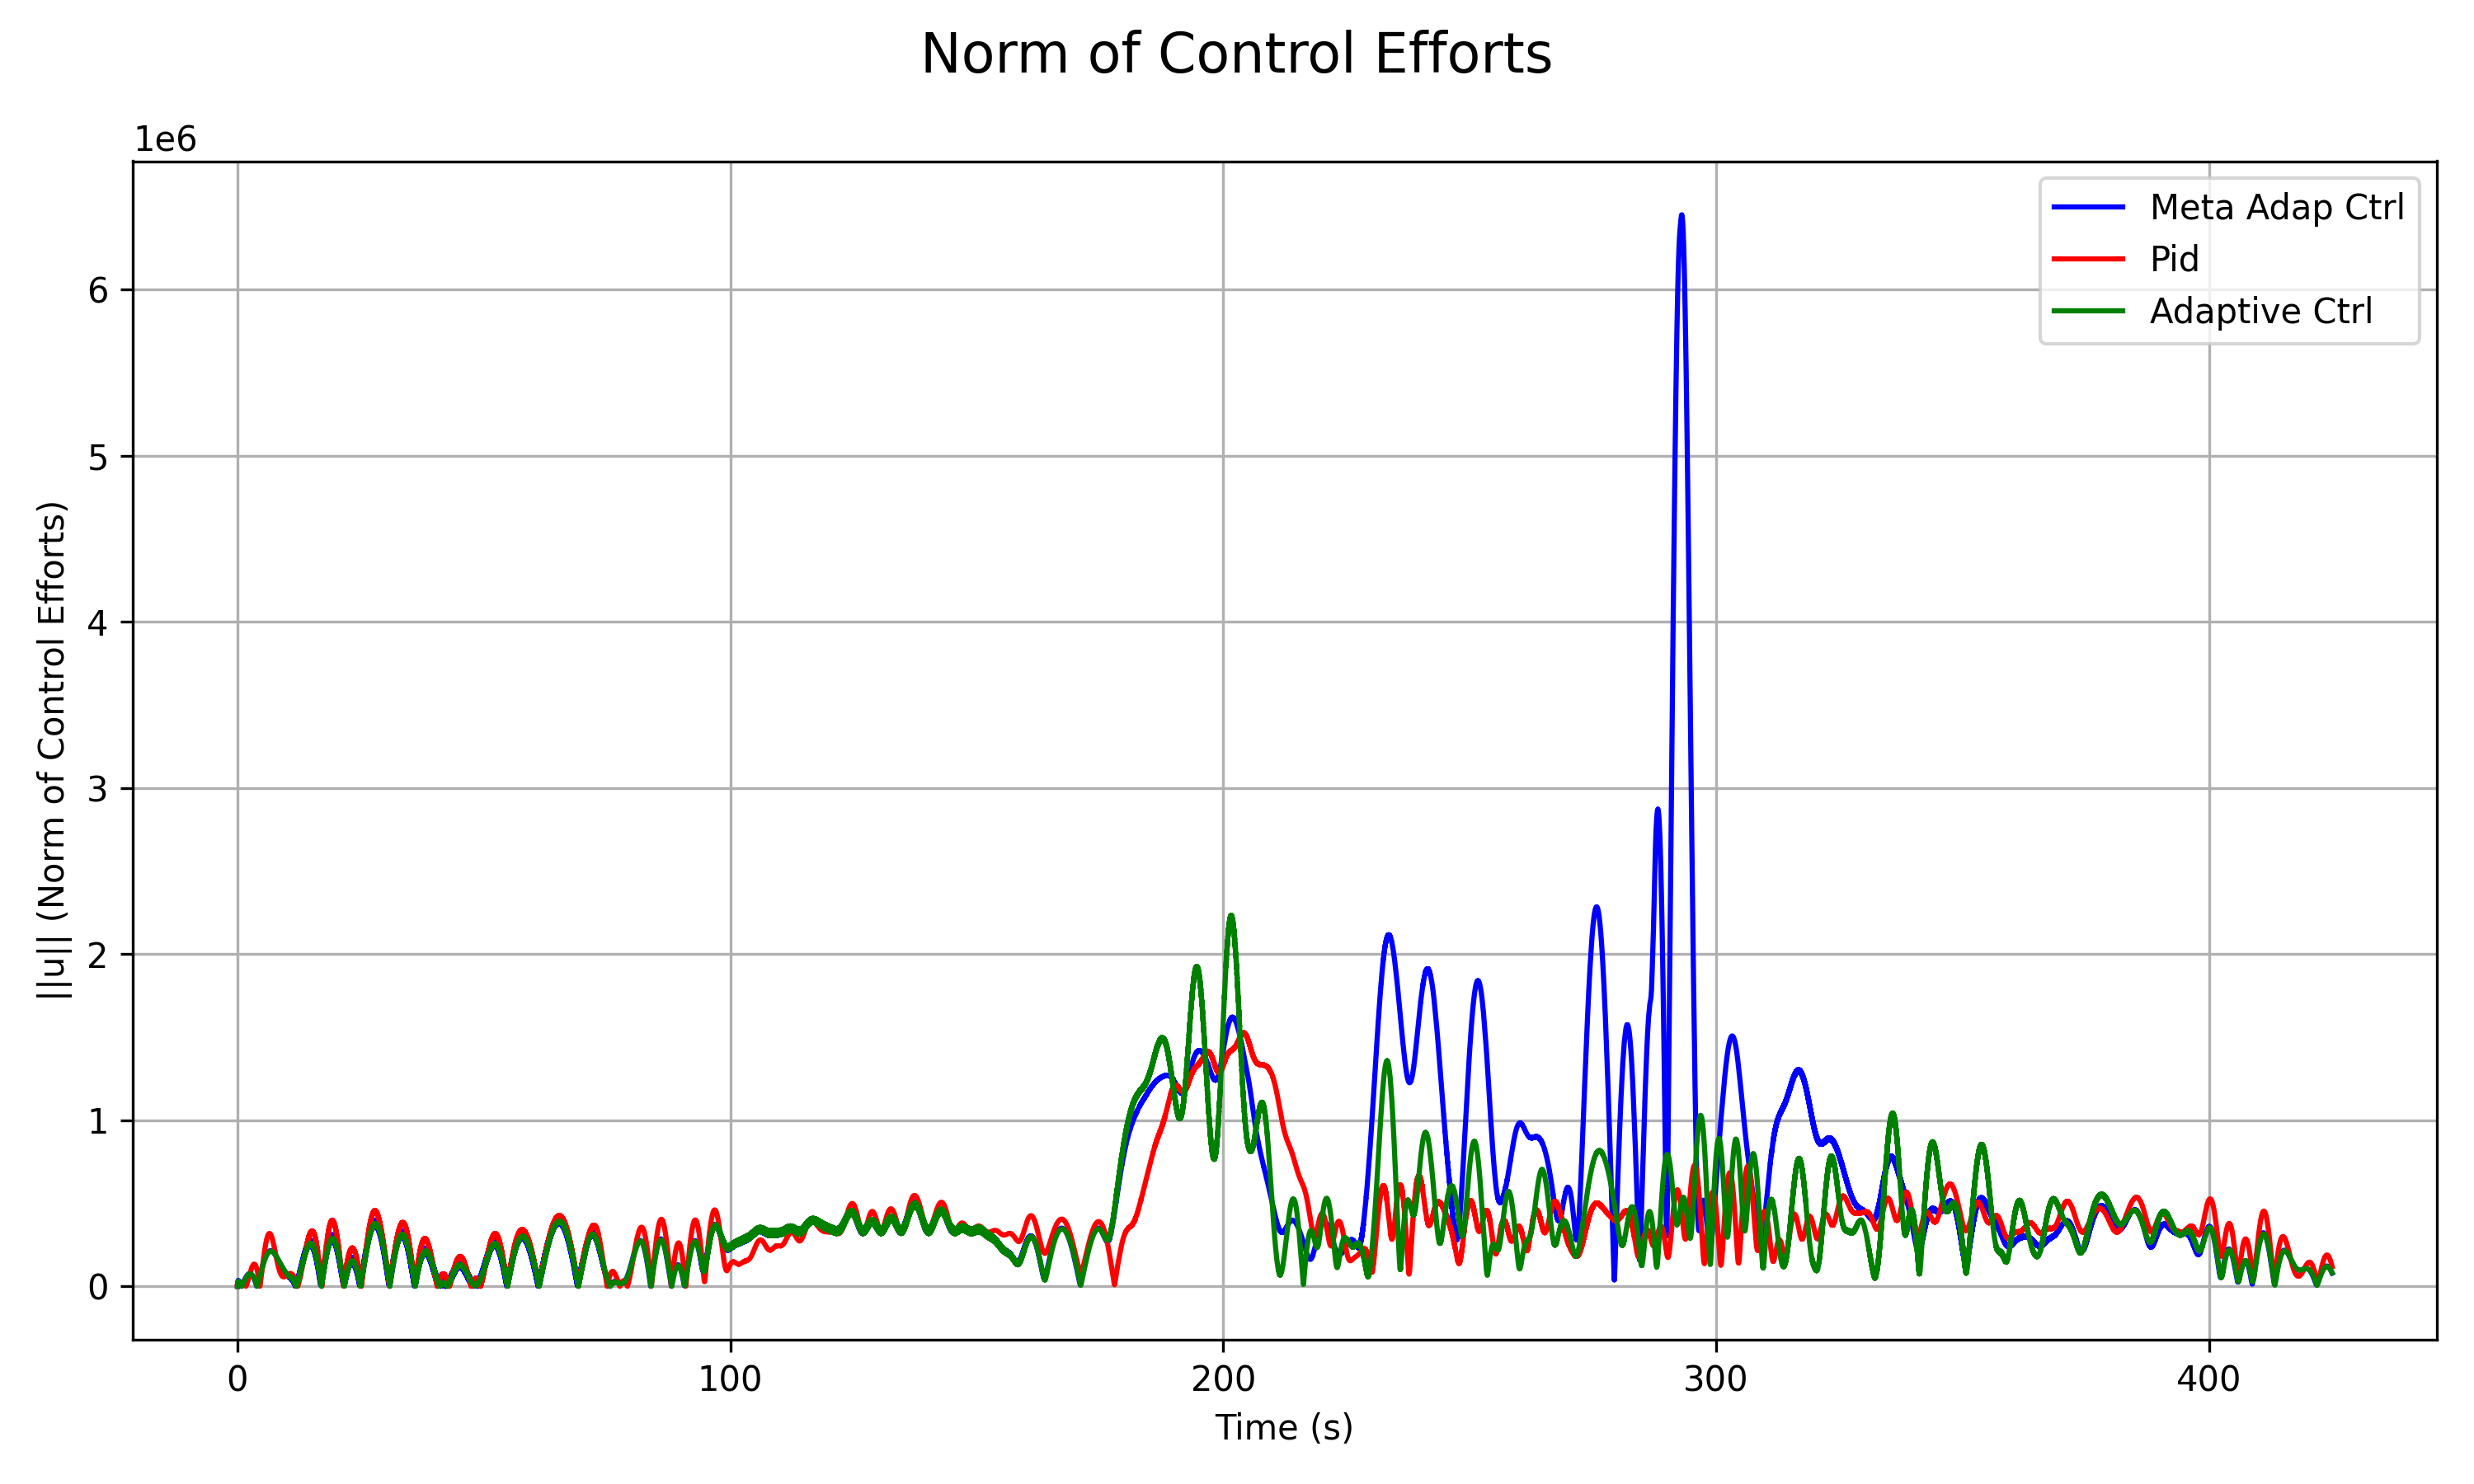 Norm of Control Efforts
1e6
Meta Adap Ctrl
Pid
Adaptive Ctrl
6
5
4
3
2
1
0
||u|| (Norm of Control Efforts)
0 100 200 300 400
Time (s)